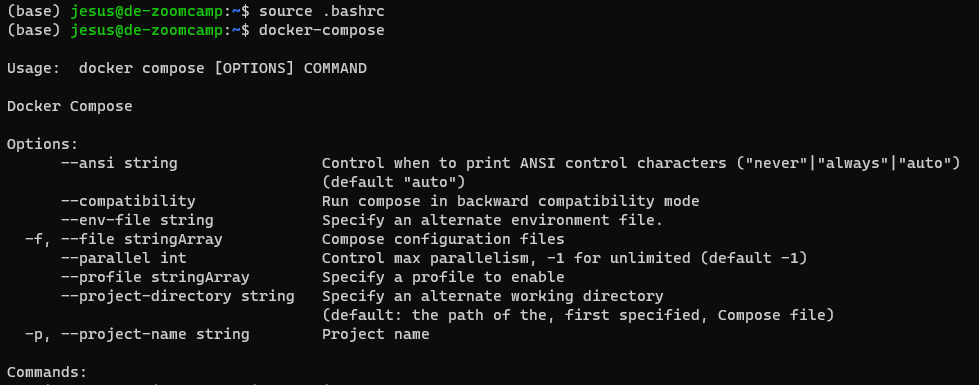 (base) jesus@de-zoomcamp:~$ source .bashrc
(base) jesus@de-zoomcamp:~$ docker-compose
Usage:  docker compose [OPTIONS] COMMAND
Docker Compose
Options:
      --ansi string                Control when to print ANSI control characters ("never"|"always"|"auto")
                                   (default "auto")
      --compatibility              Run compose in backward compatibility mode
      --env-file string            Specify an alternate environment file.
  -f, --file stringArray           Compose configuration files
      --parallel int               Control max parallelism, -1 for unlimited (default -1)
      --profile stringArray        Specify a profile to enable
      --project-directory string   Specify an alternate working directory
                                   (default: the path of the, first specified, Compose file)
  -p, --project-name string        Project name
Commands: